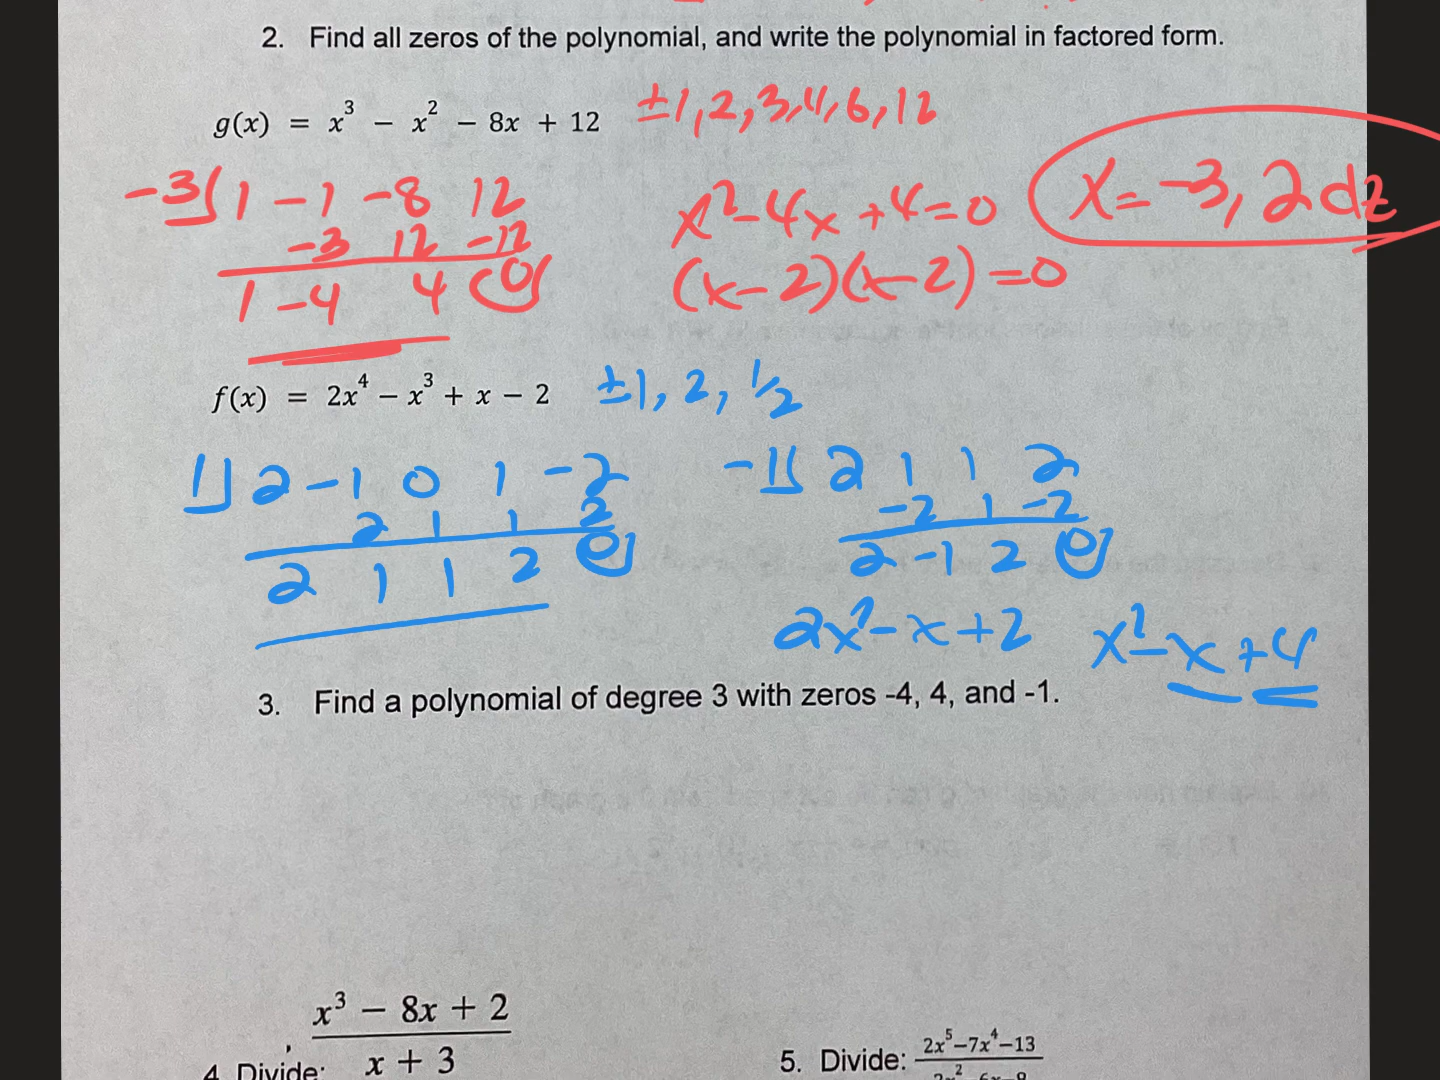 2. Find all zeros of the polynomial, and write the polynomial in factored form.
g(x) = x³ − x² − 8x + 12 ±1, 2, 3, 4, 6, 12
-3 1 -1 -8 12
-3 12 -12
1 -4 4 0
x²-4x+4=0
(x-2)(x-2)=0
x=-3, 2 dz
f(x) = 2x⁴ − x³ + x − 2 ±1, 2, 1/2
1 2 -1 0 1 -2
2 1 1 2
2 1 1 2 0
-1 2 1 1 2
-2 1 -2
2 -1 2 0
2x²-x+2 x²-x+4
3. Find a polynomial of degree 3 with zeros -4, 4, and -1.
4. Divide: x³ − 8x + 2
x + 3
5. Divide: 2x⁵−7x⁴−13